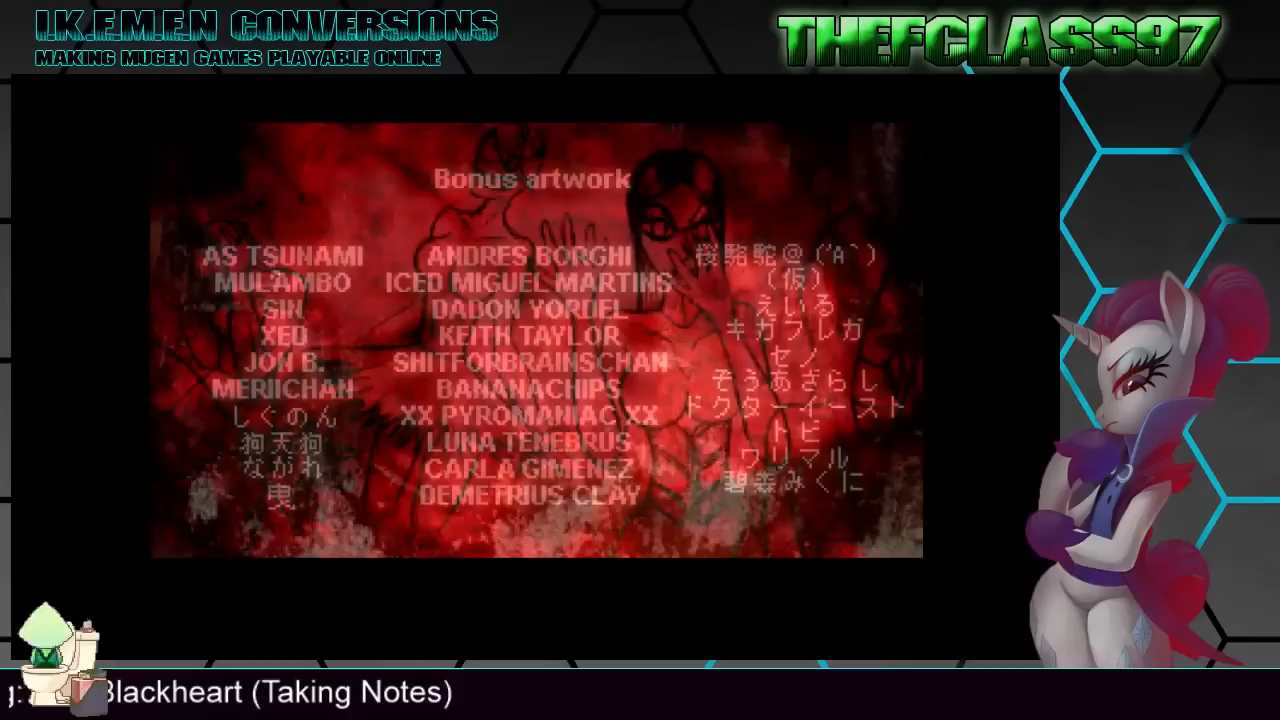 I.K.E.M.E.N CONVERSIONS
MAKING MUGEN GAMES PLAYABLE ONLINE
THEFCLASS97
Bonus artwork
AS TSUNAMI
MULAMBO
SIN
XED
JON B.
MERIICHAN
しぐのん
狗天狗
ながれ
曳
ANDRES BORGHI
ICED MIGUEL MARTINS
DADON YORDEL
KEITH TAYLOR
SHITFORBRAINSCHAN
BANANACHIPS
XX PYROMANIAC XX
LUNA TENEBRUS
CARLA GIMENEZ
DEMETRIUS CLAY
桜駱駝@('A`)
(仮)
えいる
キガフレガ
セノ
ぞうあざらし
ドクターイースト
トビ
ワリマル
碧森みくに
Blackheart (Taking Notes)